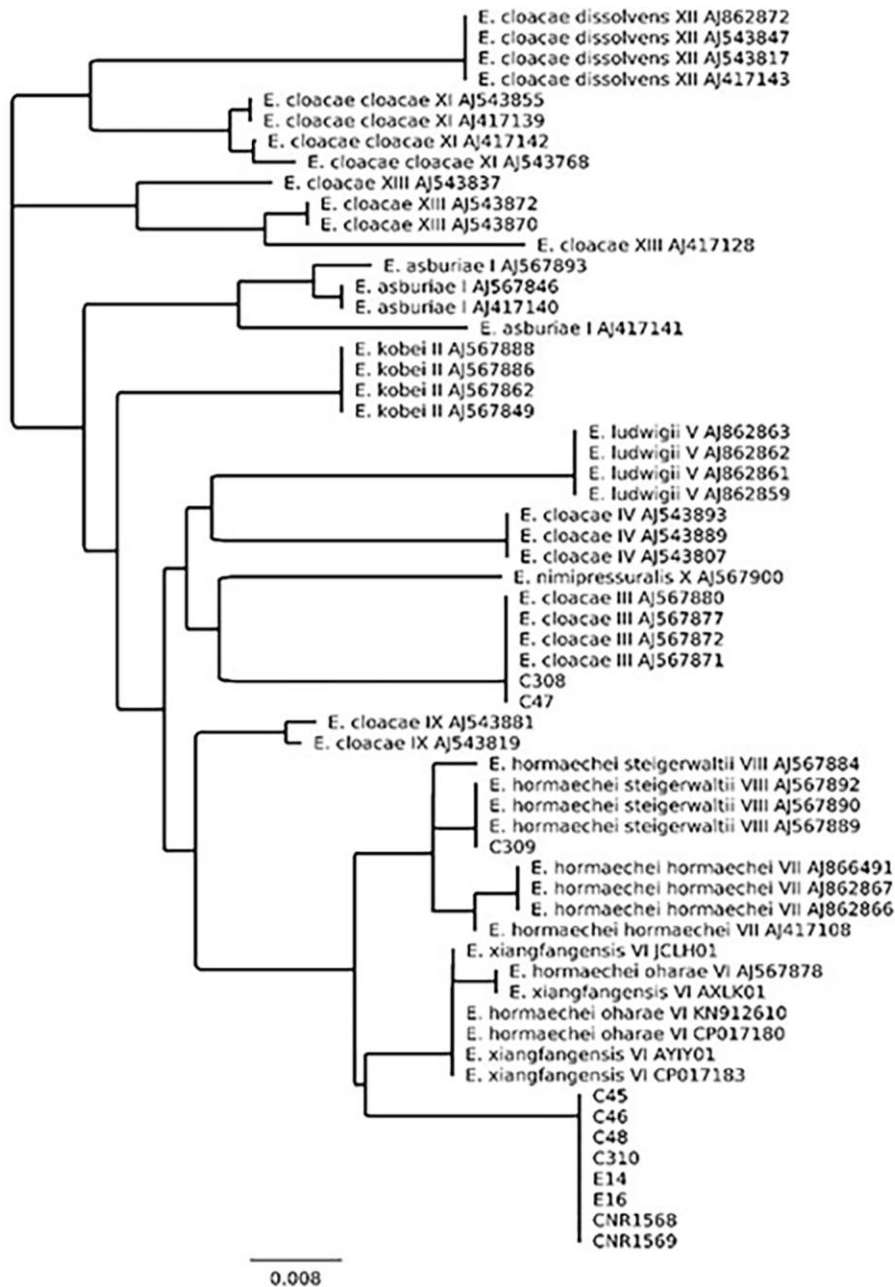 E. cloacae dissolvens XII AJ862872
E. cloacae dissolvens XII AJ543847
E. cloacae dissolvens XII AJ543817
E. cloacae dissolvens XII AJ417143
E. cloacae cloacae XI AJ543855
E. cloacae cloacae XI AJ417139
E. cloacae cloacae XI AJ417142
E. cloacae cloacae XI AJ543768
E. cloacae XIII AJ543837
E. cloacae XIII AJ543872
E. cloacae XIII AJ543870
E. cloacae XIII AJ417128
E. asburiae I AJ567893
E. asburiae I AJ567846
E. asburiae I AJ417140
E. asburiae I AJ417141
E. kobei II AJ567888
E. kobei II AJ567886
E. kobei II AJ567862
E. kobei II AJ567849
E. ludwigii V AJ862863
E. ludwigii V AJ862862
E. ludwigii V AJ862861
E. ludwigii V AJ862859
E. cloacae IV AJ543893
E. cloacae IV AJ543889
E. cloacae IV AJ543807
E. nimipressuralis X AJ567900
E. cloacae III AJ567880
E. cloacae III AJ567877
E. cloacae III AJ567872
E. cloacae III AJ567871
C308
C47
E. cloacae IX AJ543881
E. cloacae IX AJ543819
E. hormaechei steigerwaltii VIII AJ567884
E. hormaechei steigerwaltii VIII AJ567892
E. hormaechei steigerwaltii VIII AJ567890
E. hormaechei steigerwaltii VIII AJ567889
C309
E. hormaechei hormaechei VII AJ866491
E. hormaechei hormaechei VII AJ862867
E. hormaechei hormaechei VII AJ862866
E. hormaechei hormaechei VII AJ417108
E. xiangfangensis VI JCLH01
E. hormaechei oharae VI AJ567878
E. xiangfangensis VI AXLK01
E. hormaechei oharae VI KN912610
E. hormaechei oharae VI CP017180
E. xiangfangensis VI AYIY01
E. xiangfangensis VI CP017183
C45
C46
C48
C310
E14
E16
CNR1568
CNR1569
0.008